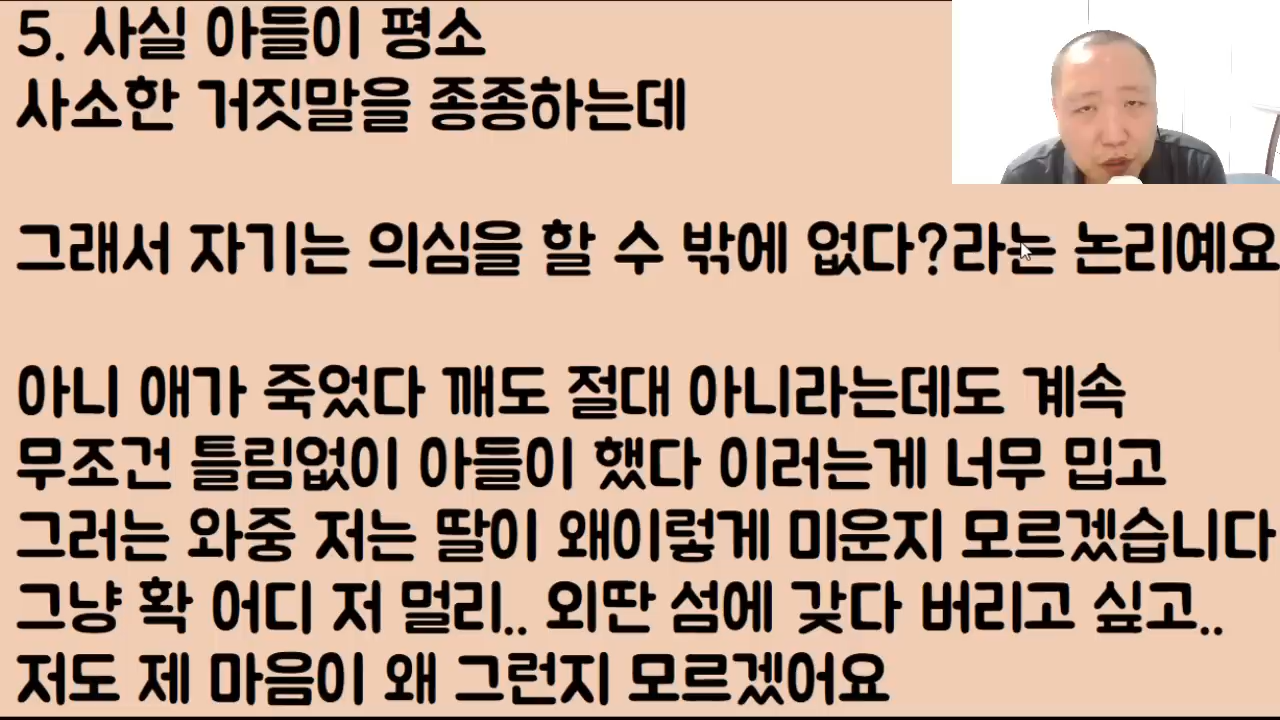 5. 사실 아들이 평소
사소한 거짓말을 종종하는데
그래서 자기는 의심을 할 수 밖에 없다?라는 논리예요
아니 애가 죽었다 깨도 절대 아니라는데도 계속
무조건 틀림없이 아들이 했다 이러는게 너무 밉고
그러는 와중 저는 딸이 왜이렇게 미운지 모르겠습니다
그냥 확 어디 저 멀리.. 외딴 섬에 갖다 버리고 싶고..
저도 제 마음이 왜 그런지 모르겠어요